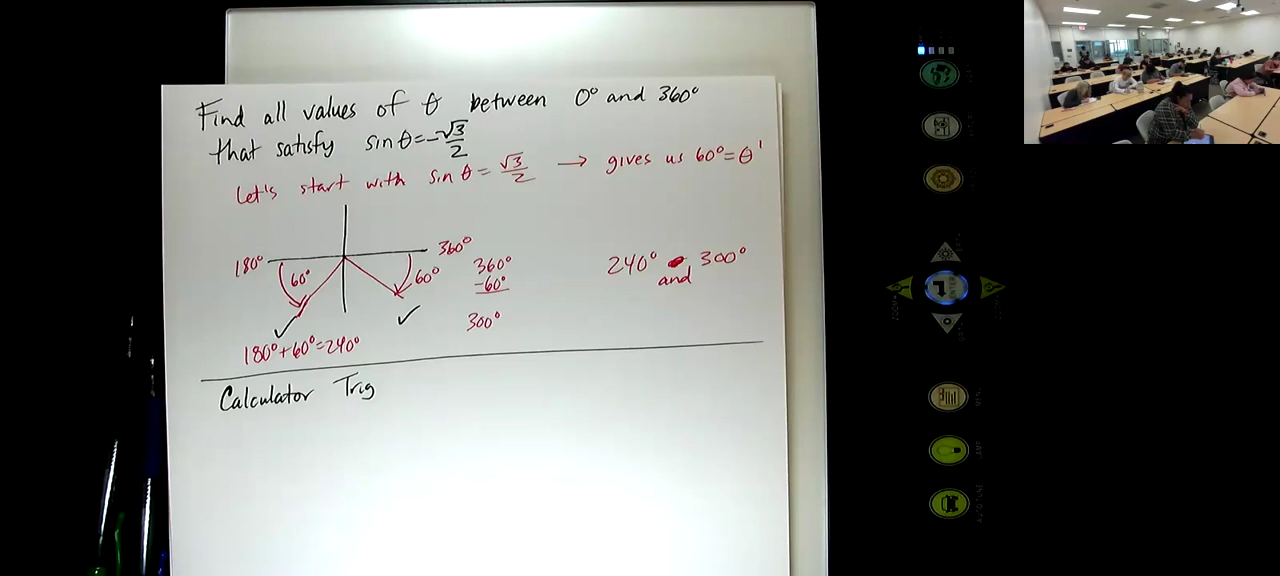 Find all values of θ between 0° and 360°
that satisfy sin θ = -√3/2
Let's start with sin θ = √3/2 → gives us 60° = θ'
180° 360°
60° 60°
360°
-60°
300°
240° and 300°
180° + 60° = 240°
Calculator Trig